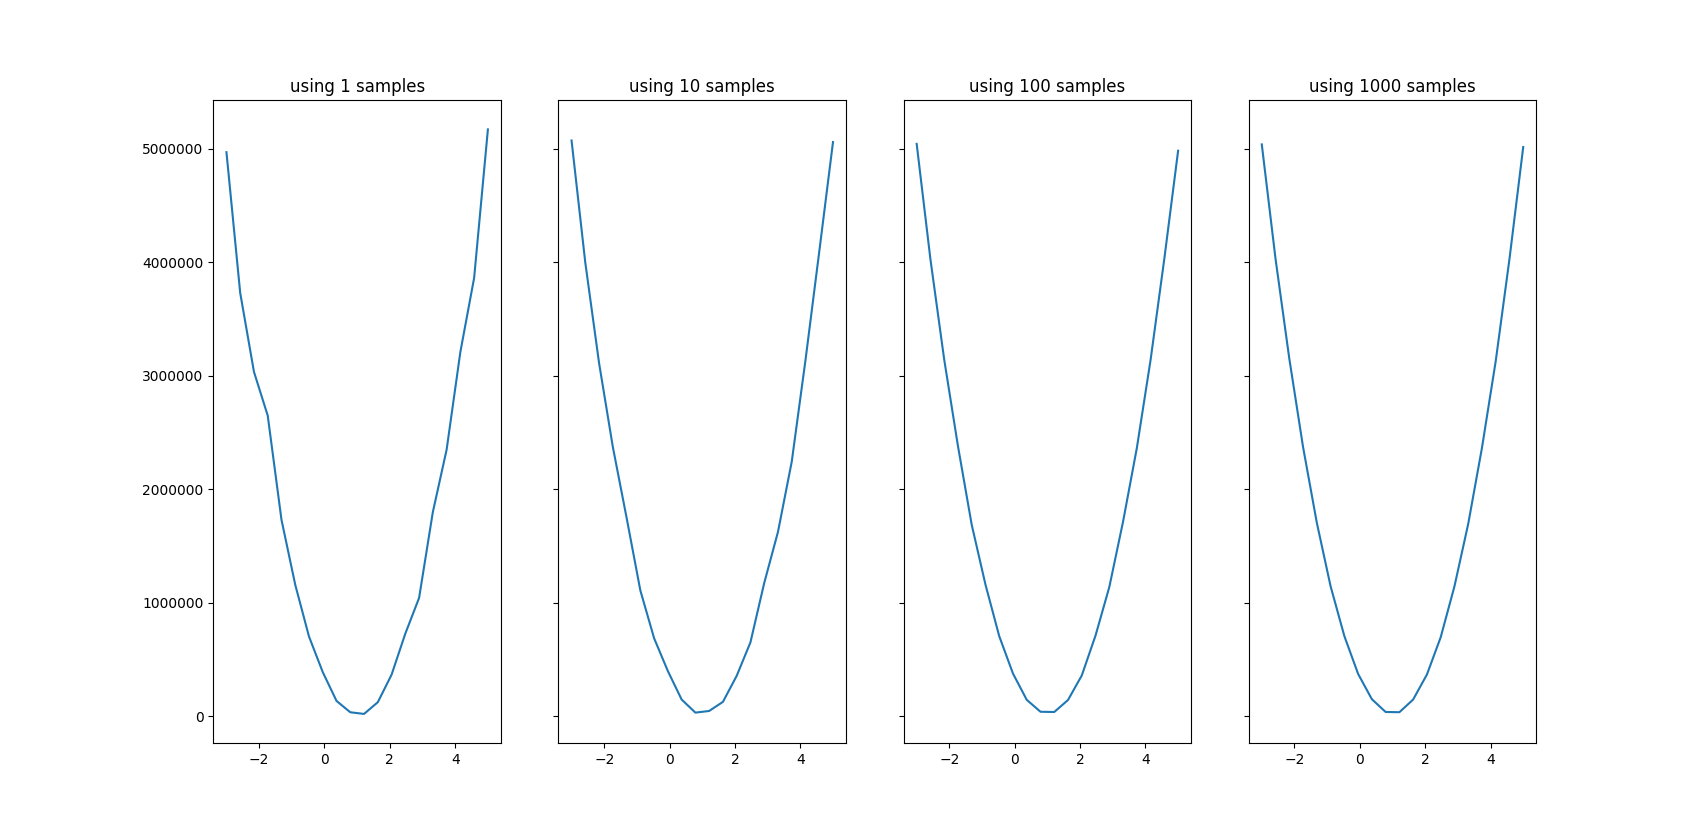 using 1 samples
using 10 samples
using 100 samples
using 1000 samples
5000000
4000000
3000000
2000000
1000000
0
−2 0 2 4
−2 0 2 4
−2 0 2 4
−2 0 2 4